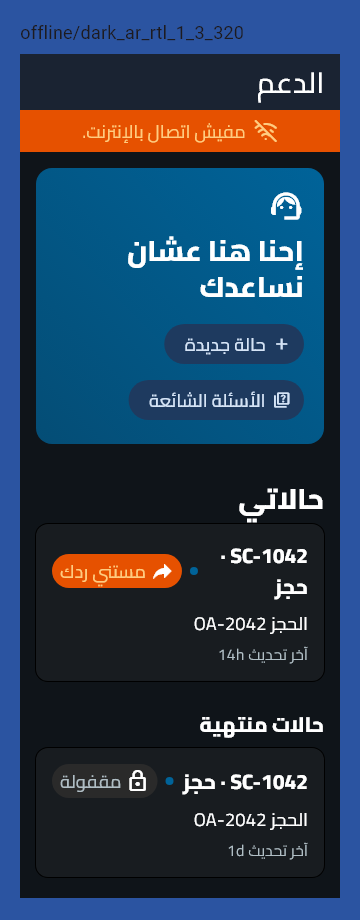 offline/dark_ar_rtl_1_3_320
الدعم
مفيش اتصال بالإنترنت.
إحنا هنا عشان
نساعدك
+ حالة جديدة
الأسئلة الشائعة
حالاتي
SC-1042 ·
حجز
مستني ردك
الحجز OA-2042
آخر تحديث 14h
حالات منتهية
SC-1042 · حجز
مقفولة
الحجز OA-2042
آخر تحديث 1d